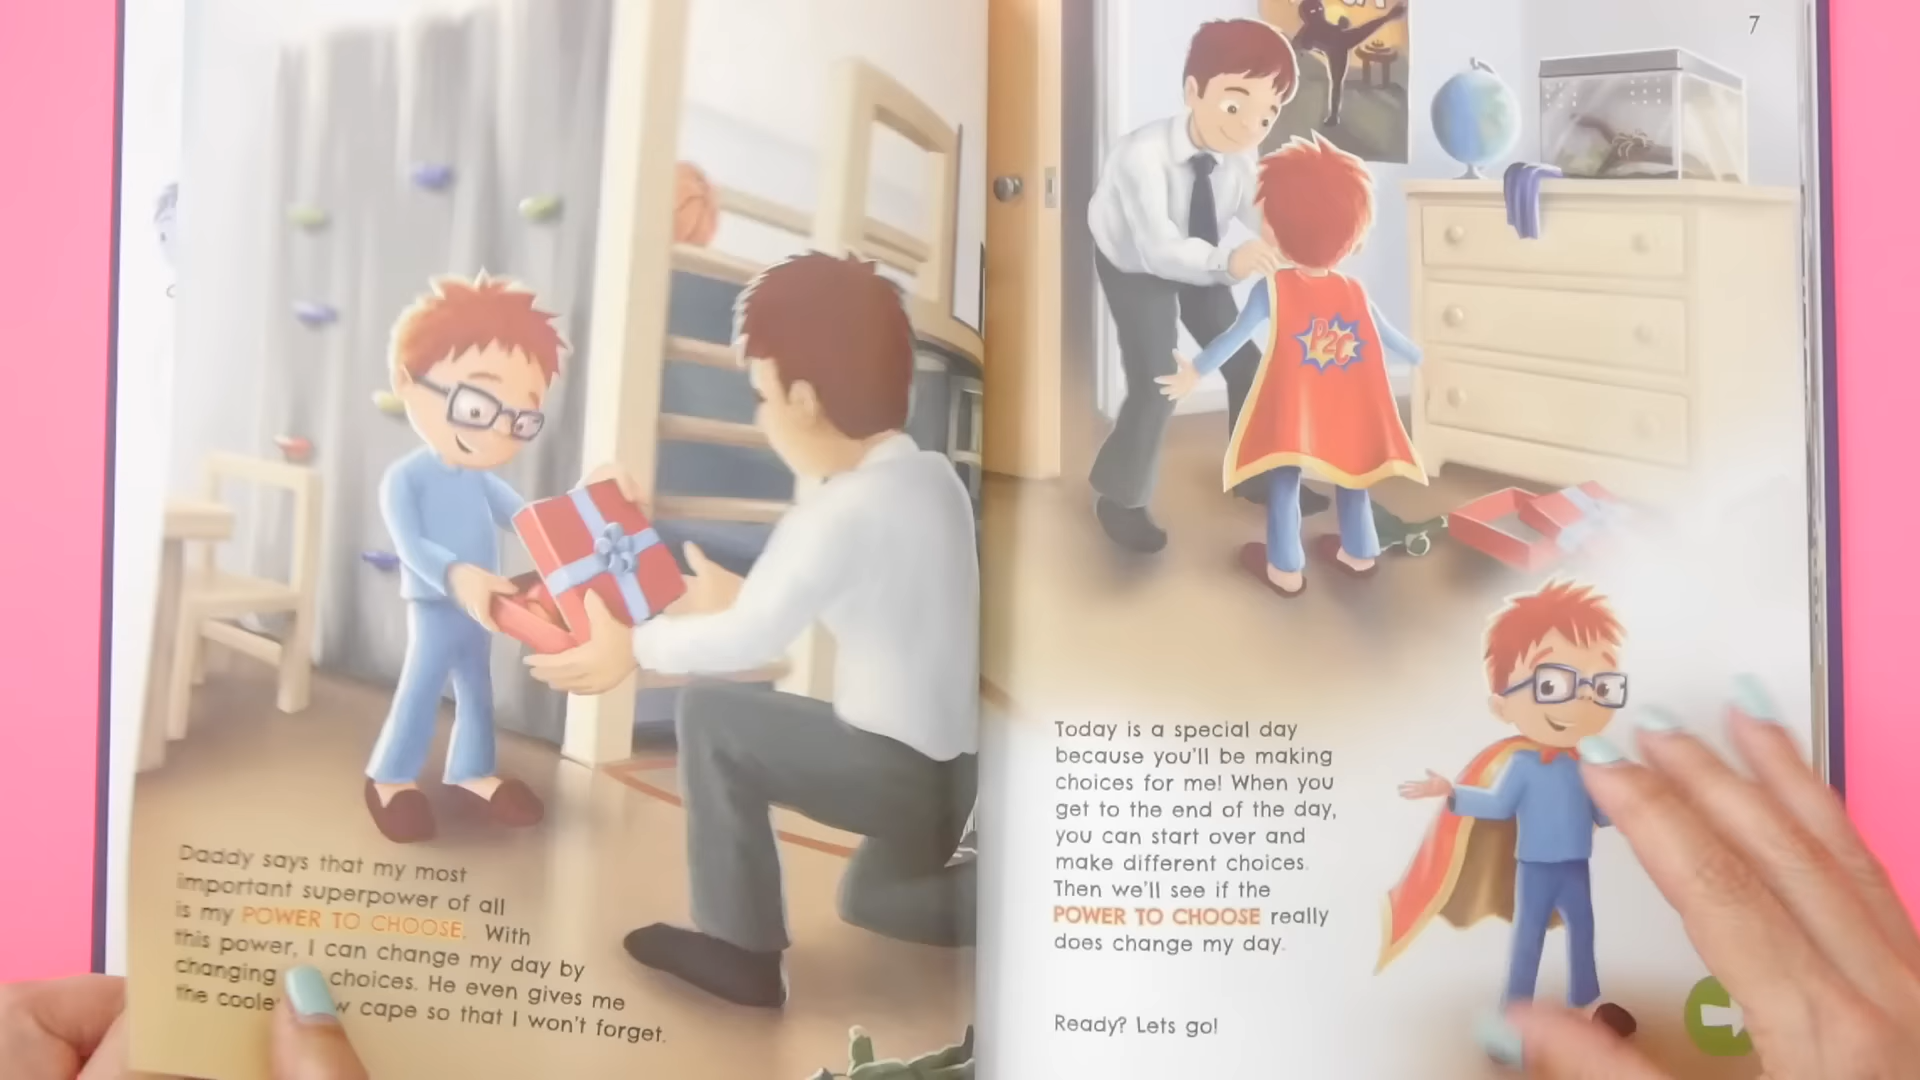 Daddy says that my most
important superpower of all
is my POWER TO CHOOSE. With
this power, I can change my day by
changing choices. He even gives me
the cape so that I won't forget.
7
P2C
Today is a special day
because you'll be making
choices for me! When you
get to the end of the day,
you can start over and
make different choices.
Then we'll see if the
POWER TO CHOOSE really
does change my day.
Ready? Lets go!